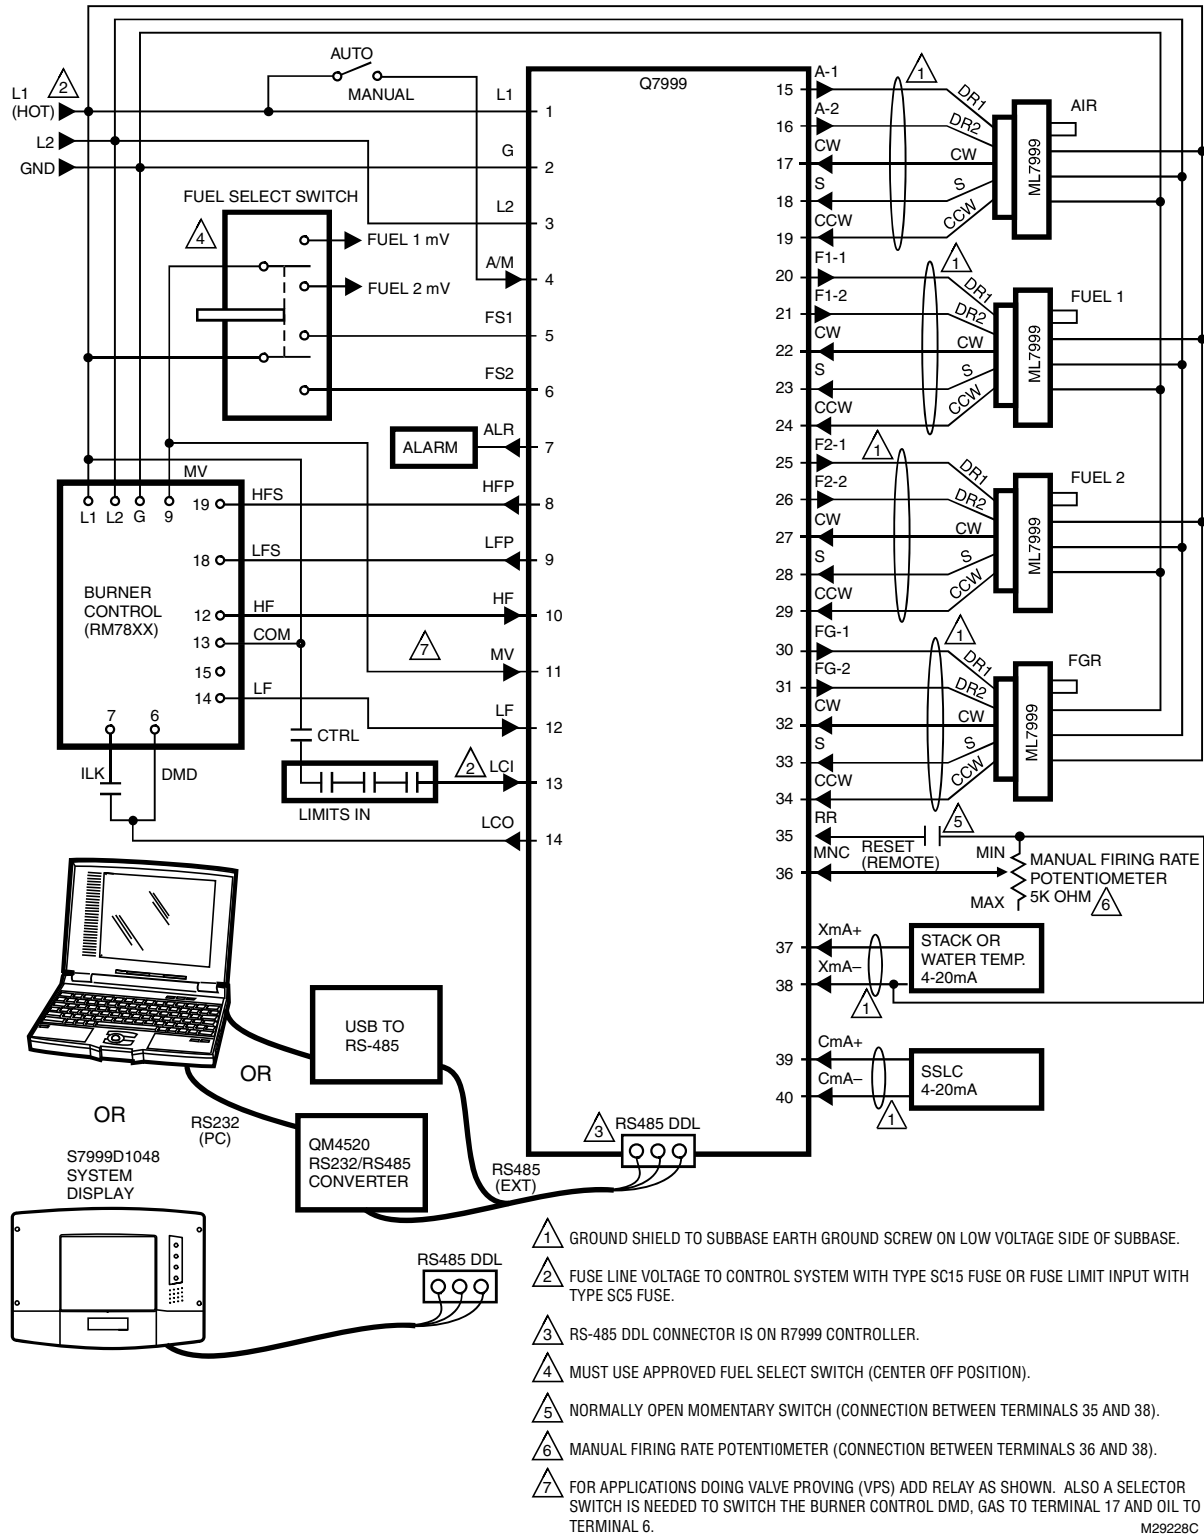 AUTO
MANUAL
L1
(HOT)
2
L2
GND
Q7999
L1
1
G
2
L2
3
A/M
4
FS1
5
FS2
6
ALR
7
HFP
8
LFP
9
HF
10
MV
11
LF
12
LCI
13
LCO
14
FUEL SELECT SWITCH
4
FUEL 1 mV
FUEL 2 mV
ALARM
MV
L1 L2 G 9
19
HFS
18
LFS
BURNER
CONTROL
(RM78XX)
12
HF
13
COM
15
14
LF
7
6
ILK
DMD
7
CTRL
2
LIMITS IN
A-1
15
1
DR1
AIR
A-2
16
DR2
CW
17
CW
ML7999
S
18
S
CCW
19
CCW
F1-1
20
1
DR1
FUEL 1
F1-2
21
DR2
CW
22
CW
ML7999
S
23
S
CCW
24
CCW
F2-1
25
1
DR1
FUEL 2
F2-2
26
DR2
CW
27
CW
ML7999
S
28
S
CCW
29
CCW
FG-1
30
1
DR1
FGR
FG-2
31
DR2
CW
32
CW
ML7999
S
33
S
CCW
34
CCW
RR
35
5
RESET
(REMOTE)
MNC
36
MIN
MAX
MANUAL FIRING RATE
POTENTIOMETER
5K OHM
6
XmA+
37
XmA–
38
1
STACK OR
WATER TEMP.
4-20mA
CmA+
39
CmA–
40
1
SSLC
4-20mA
USB TO
RS-485
OR
OR
RS232
(PC)
QM4520
RS232/RS485
CONVERTER
RS485
(EXT)
3
RS485 DDL
S7999D1048
SYSTEM
DISPLAY
RS485 DDL
1 GROUND SHIELD TO SUBBASE EARTH GROUND SCREW ON LOW VOLTAGE SIDE OF SUBBASE.
2 FUSE LINE VOLTAGE TO CONTROL SYSTEM WITH TYPE SC15 FUSE OR FUSE LIMIT INPUT WITH
TYPE SC5 FUSE.
3 RS-485 DDL CONNECTOR IS ON R7999 CONTROLLER.
4 MUST USE APPROVED FUEL SELECT SWITCH (CENTER OFF POSITION).
5 NORMALLY OPEN MOMENTARY SWITCH (CONNECTION BETWEEN TERMINALS 35 AND 38).
6 MANUAL FIRING RATE POTENTI0METER (CONNECTION BETWEEN TERMINALS 36 AND 38).
7 FOR APPLICATIONS DOING VALVE PROVING (VPS) ADD RELAY AS SHOWN. ALSO A SELECTOR
SWITCH IS NEEDED TO SWITCH THE BURNER CONTROL DMD, GAS TO TERMINAL 17 AND OIL TO
TERMINAL 6.
M29228C